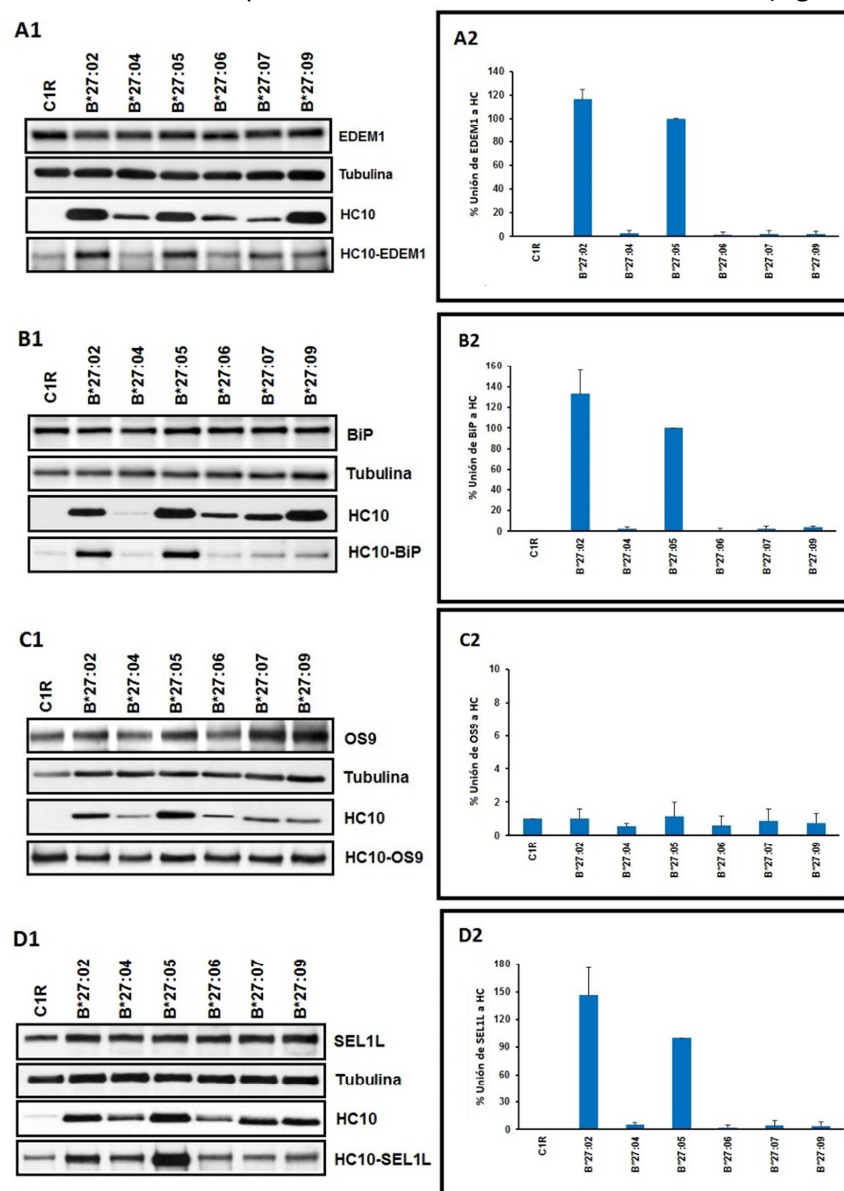 A1
C1R B*27:02 B*27:04 B*27:05 B*27:06 B*27:07 B*27:09
EDEM1
Tubulina
HC10
HC10-EDEM1
A2
% Unión de EDEM1 a HC
140
120
100
80
60
40
20
0
C1R B*27:02 B*27:04 B*27:05 B*27:06 B*27:07 B*27:09
B1
C1R B*27:02 B*27:04 B*27:05 B*27:06 B*27:07 B*27:09
BiP
Tubulina
HC10
HC10-BiP
B2
% Unión de BiP a HC
160
140
120
100
80
60
40
20
0
C1R B*27:02 B*27:04 B*27:05 B*27:06 B*27:07 B*27:09
C1
C1R B*27:02 B*27:04 B*27:05 B*27:06 B*27:07 B*27:09
OS9
Tubulina
HC10
HC10-OS9
C2
% Unión de OS9 a HC
10
8
6
4
2
0
C1R B*27:02 B*27:04 B*27:05 B*27:06 B*27:07 B*27:09
D1
C1R B*27:02 B*27:04 B*27:05 B*27:06 B*27:07 B*27:09
SEL1L
Tubulina
HC10
HC10-SEL1L
D2
% Unión de SEL1L a HC
180
150
120
90
60
30
0
C1R B*27:02 B*27:04 B*27:05 B*27:06 B*27:07 B*27:09